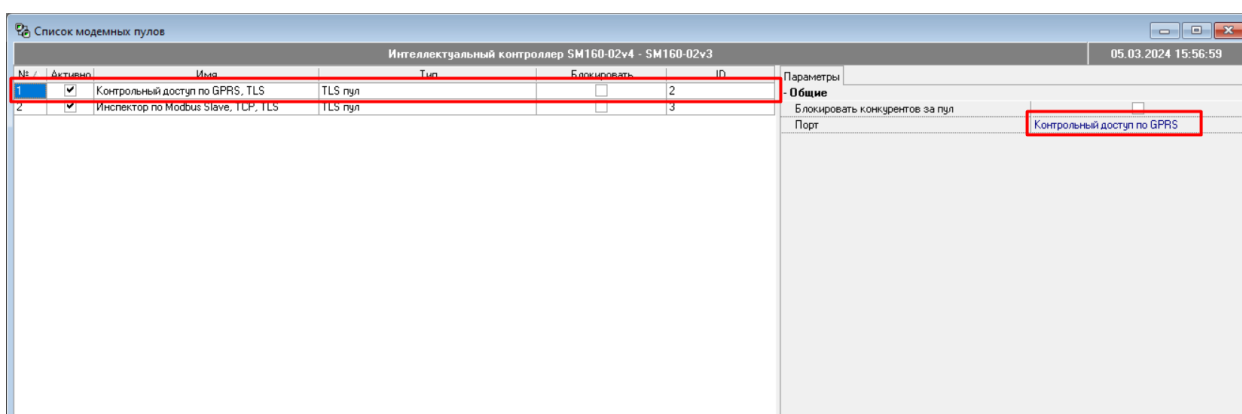 Список модемных пулов
Интеллектуальный контроллер SM160-02v4 - SM160-02v3 05.03.2024 15:56:59
№ / Активно Имя Тип Блокировать ID Параметры
1 Контрольный доступ по GPRS, TLS TLS пул 2 - Общие
2 Инспектор по Modbus Slave, TCP, TLS TLS пул 3 Блокировать конкурентов за пул
Порт Контрольный доступ по GPRS